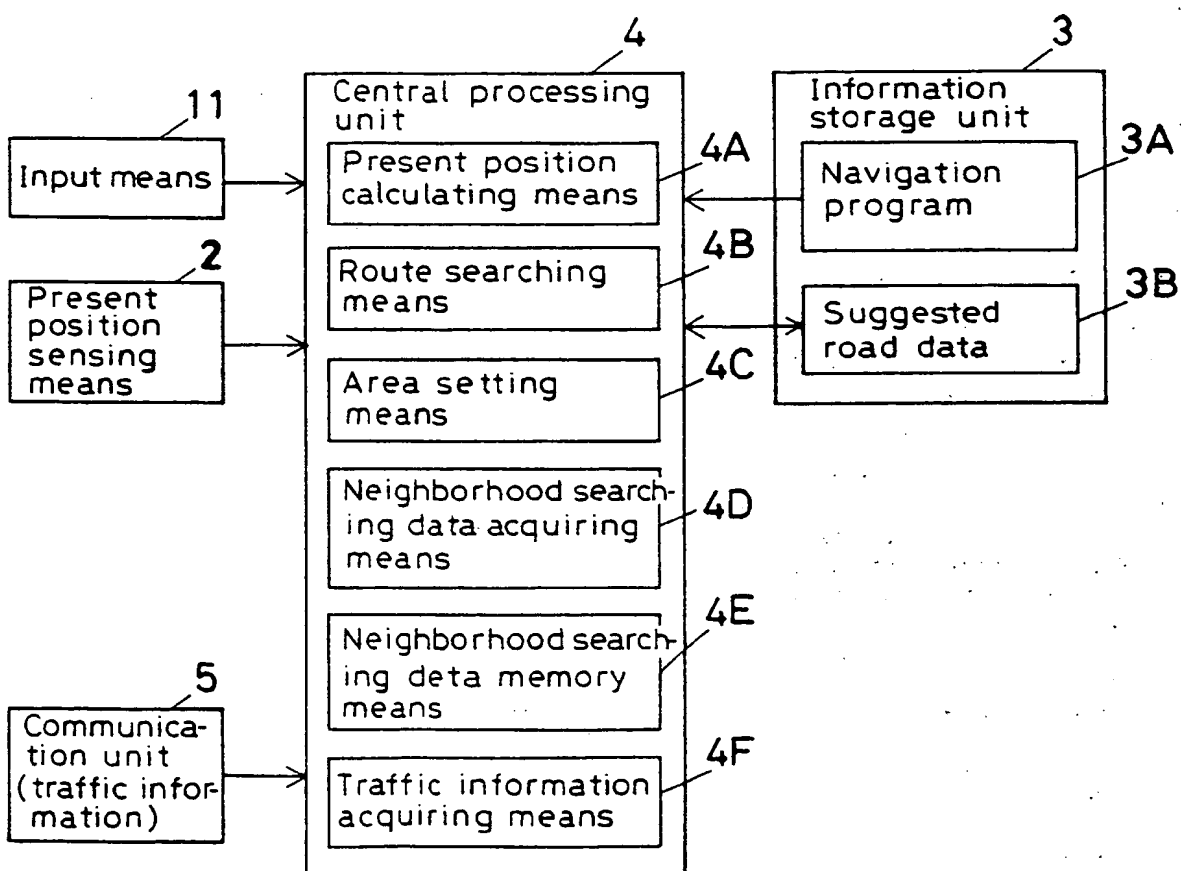 11
Input means
2
Present
position
sensing
means
5
Communica-
tion unit
(traffic infor-
mation)
4
Central processing
unit
Present position
calculating means
4A
Route searching
means
4B
Area setting
means
4C
Neighborhood search-
ing data acquiring
means
4D
Neighborhood search-
ing deta memory
means
4E
Traffic information
acquiring means
4F
3
Information
storage unit
Navigation
program
3A
Suggested
road data
3B